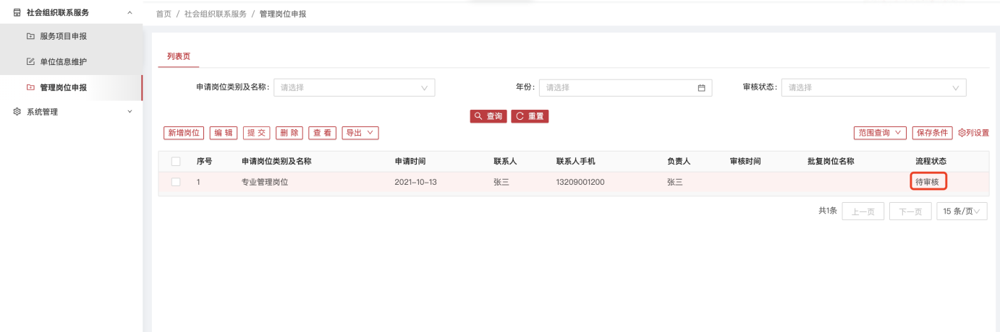 社会组织联系服务
首页 / 社会组织联系服务 / 管理岗位申报
服务项目申报
单位信息维护
管理岗位申报
系统管理
列表页
申请岗位类别及名称: 请选择 年份: 请选择 审核状态: 请选择
查询 重置
新增岗位 编辑 提交 删除 查看 导出 范围查询 保存条件 列设置
序号 申请岗位类别及名称 申请时间 联系人 联系人手机 负责人 审核时间 批复岗位名称 流程状态
1 专业管理岗位 2021-10-13 张三 13209001200 张三 待审核
共1条 上一页 下一页 15 条/页